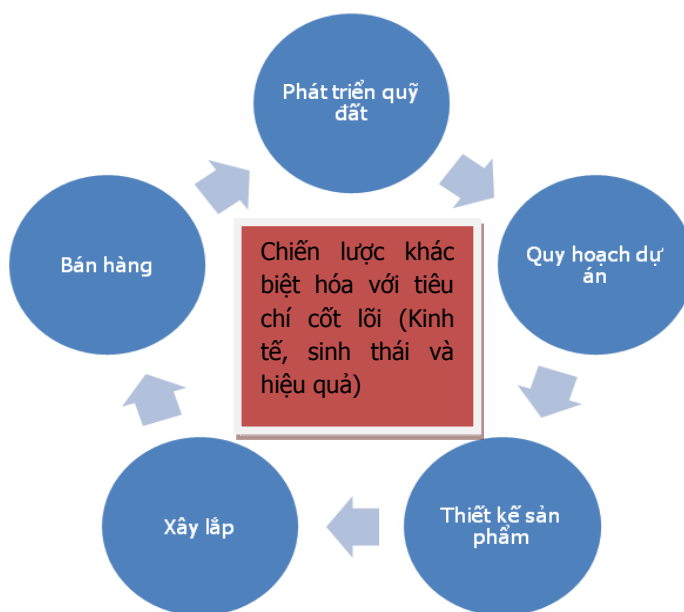 Phát triển quỹ
đất
Quy hoạch dự
án
Thiết kế sản
phẩm
Xây lắp
Bán hàng
Chiến lược khác
biệt hóa với tiêu
chí cốt lõi (Kinh
tế, sinh thái và
hiệu quả)